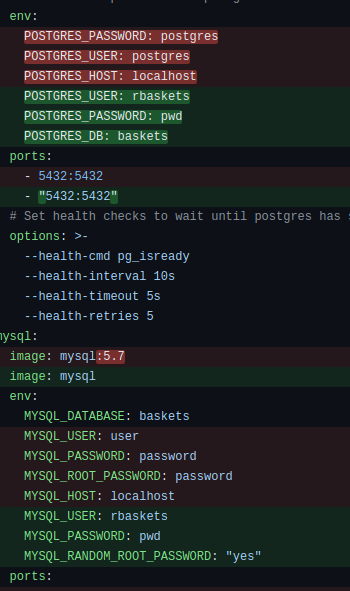 env:
POSTGRES_PASSWORD: postgres
POSTGRES_USER: postgres
POSTGRES_HOST: localhost
POSTGRES_USER: rbaskets
POSTGRES_PASSWORD: pwd
POSTGRES_DB: baskets
ports:
- 5432:5432
- "5432:5432"
# Set health checks to wait until postgres has
options: >-
--health-cmd pg_isready
--health-interval 10s
--health-timeout 5s
--health-retries 5
mysql:
image: mysql:5.7
image: mysql
env:
MYSQL_DATABASE: baskets
MYSQL_USER: user
MYSQL_PASSWORD: password
MYSQL_ROOT_PASSWORD: password
MYSQL_HOST: localhost
MYSQL_USER: rbaskets
MYSQL_PASSWORD: pwd
MYSQL_RANDOM_ROOT_PASSWORD: "yes"
ports: